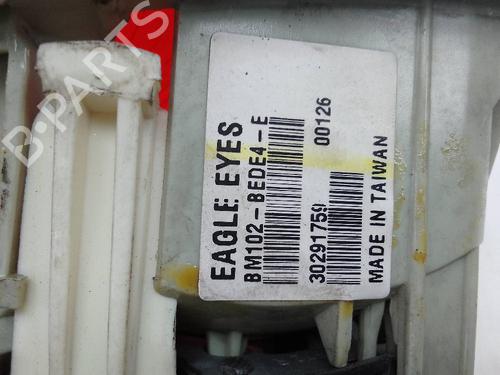 EAGLE EYES
BM102-BEDE4-E
00126
30291759
MADE IN TAIWAN
B-PARTS